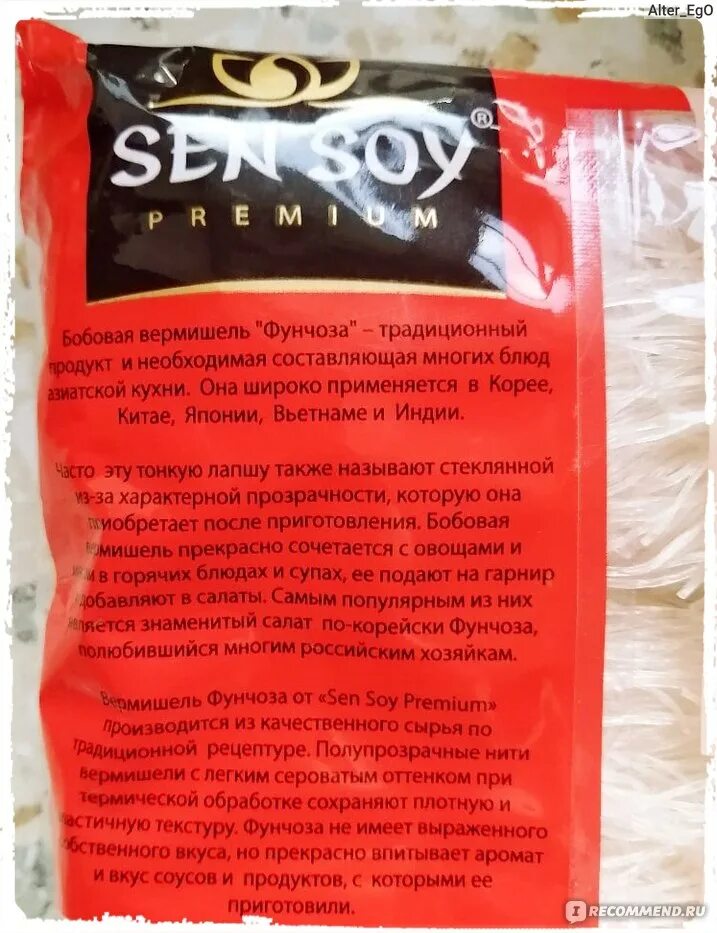 Alter_EgO
SEN SOY®
PREMIUM
Бобовая вермишель "Фунчоза" – традиционный
продукт и необходимая составляющая многих блюд
азиатской кухни. Она широко применяется в Корее,
Китае, Японии, Вьетнаме и Индии.
Часто эту тонкую лапшу также называют стеклянной
из-за характерной прозрачности, которую она
приобретает после приготовления. Бобовая
вермишель прекрасно сочетается с овощами и
в горячих блюдах и супах, ее подают на гарнир
добавляют в салаты. Самым популярным из них
является знаменитый салат по-корейски Фунчоза,
полюбившийся многим российским хозяйкам.
Вермишель Фунчоза от «Sen Soy Premium»
производится из качественного сырья по
традиционной рецептуре. Полупрозрачные нити
вермишели с легким сероватым оттенком при
термической обработке сохраняют плотную и
эластичную текстуру. Фунчоза не имеет выраженного
собственного вкуса, но прекрасно впитывает аромат
и вкус соусов и продуктов, с которыми ее
приготовили.
IRECOMMEND.RU